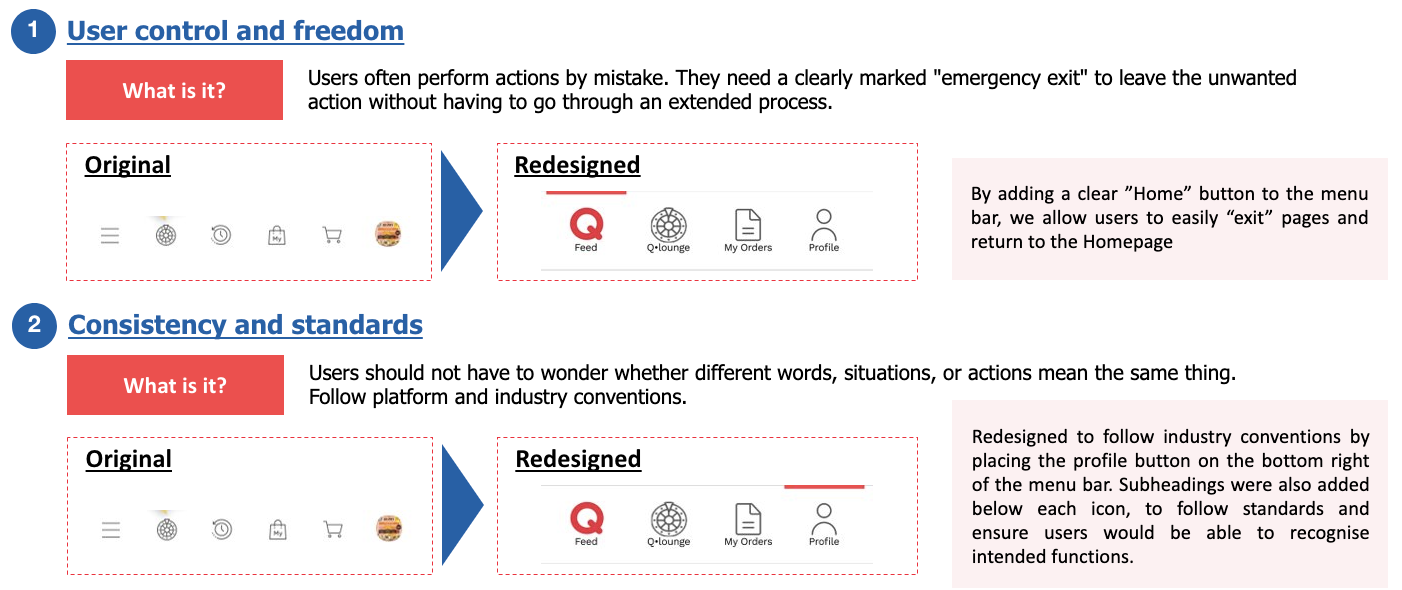 1
User control and freedom
What is it?
Users often perform actions by mistake. They need a clearly marked "emergency exit" to leave the unwanted
action without having to go through an extended process.
Original
My
Redesigned
Q
Feed
Q•lounge
My Orders
Profile
By adding a clear ”Home” button to the menu
bar, we allow users to easily “exit” pages and
return to the Homepage
2
Consistency and standards
What is it?
Users should not have to wonder whether different words, situations, or actions mean the same thing.
Follow platform and industry conventions.
Original
My
Redesigned
Q
Feed
Q•lounge
My Orders
Profile
Redesigned to follow industry conventions by
placing the profile button on the bottom right
of the menu bar. Subheadings were also added
below each icon, to follow standards and
ensure users would be able to recognise
intended functions.